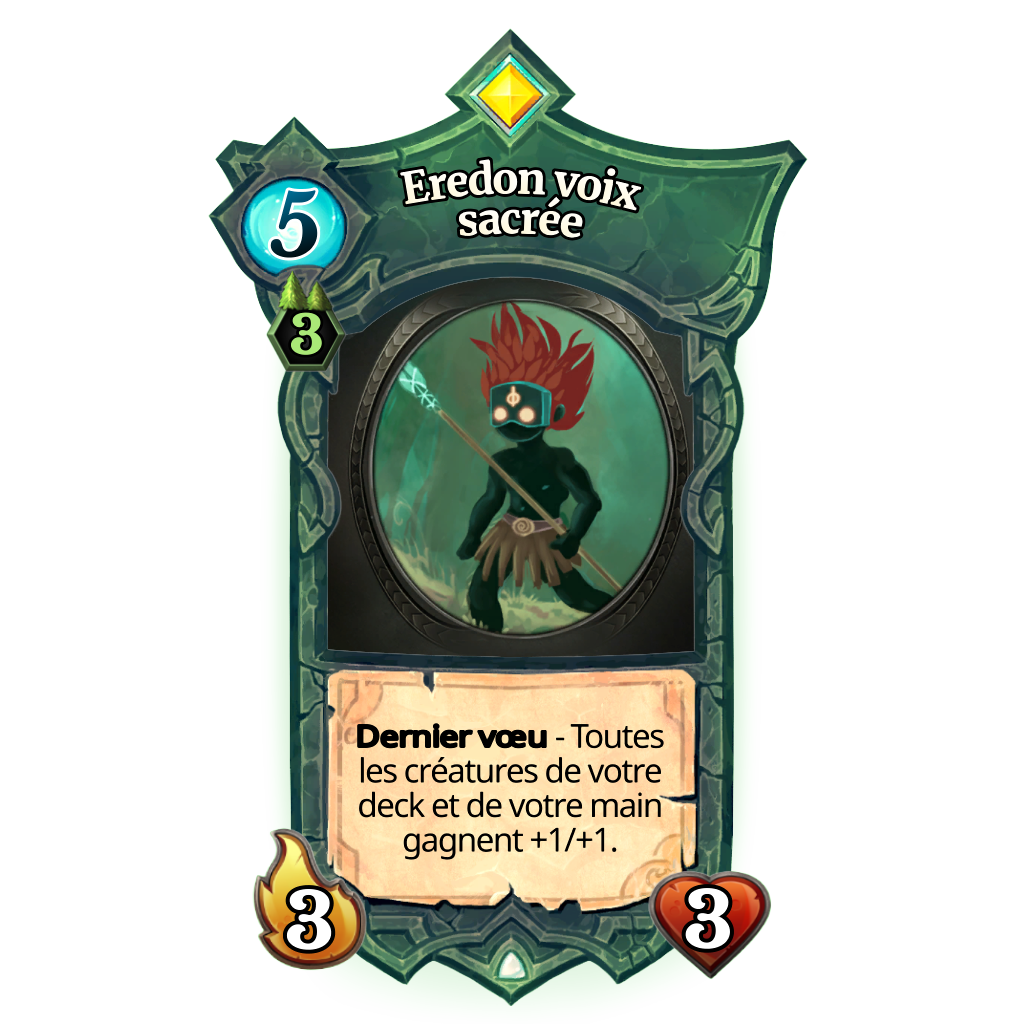 Eredon voix
sacrée
5
3
Dernier vœu - Toutes
les créatures de votre
deck et de votre main
gagnent +1/+1.
3
3